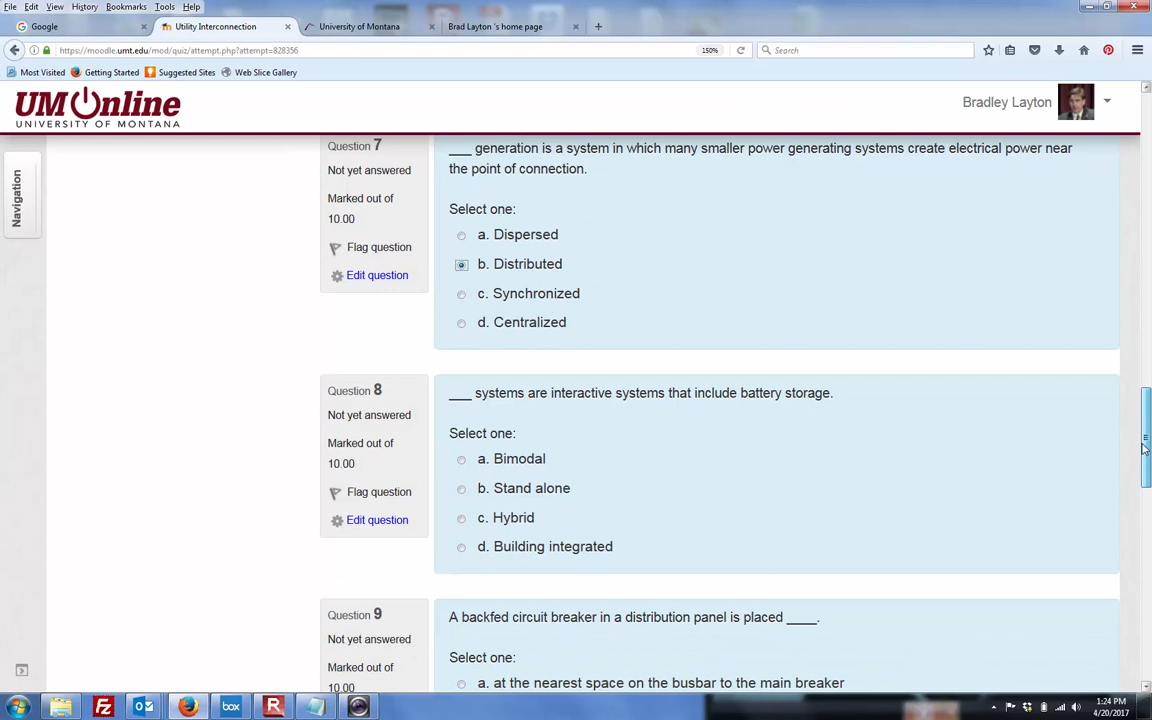 File Edit View History Bookmarks Tools Help
Google Utility Interconnection University of Montana Brad Layton 's home page
https://moodle.umt.edu/mod/quiz/attempt.php?attempt=828356 150% Search
Most Visited Getting Started Suggested Sites Web Slice Gallery
UMOnline
UNIVERSITY OF MONTANA
Bradley Layton
Navigation
Question 7
Not yet answered
Marked out of
10.00
Flag question
Edit question
___ generation is a system in which many smaller power generating systems create electrical power near
the point of connection.
Select one:
a. Dispersed
b. Distributed
c. Synchronized
d. Centralized
Question 8
Not yet answered
Marked out of
10.00
Flag question
Edit question
___ systems are interactive systems that include battery storage.
Select one:
a. Bimodal
b. Stand alone
c. Hybrid
d. Building integrated
Question 9
Not yet answered
Marked out of
10.00
A backfed circuit breaker in a distribution panel is placed ____.
Select one:
a. at the nearest space on the busbar to the main breaker
box
1:24 PM
4/20/2017